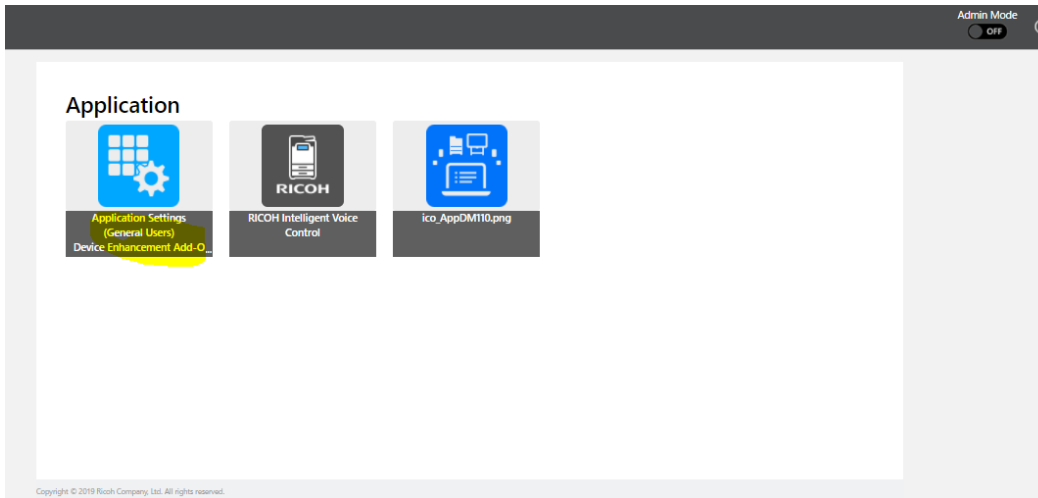 Admin Mode
OFF
Application
RICOH
Application Settings
(General Users)
Device Enhancement Add-O...
RICOH Intelligent Voice
Control
ico_AppDM110.png
Copyright © 2019 Ricoh Company, Ltd. All rights reserved.